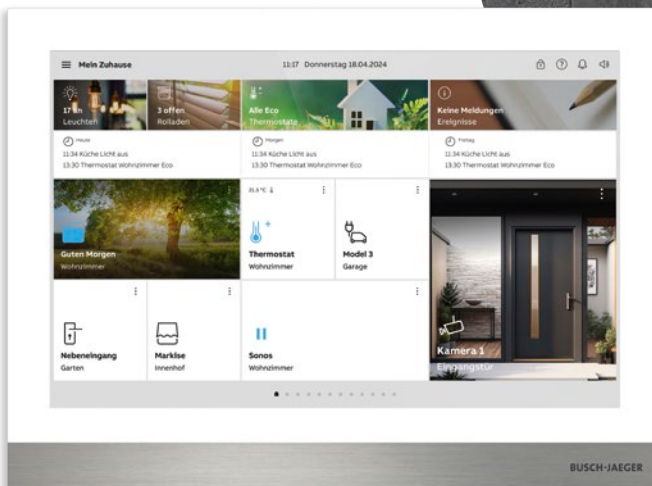 Mein Zuhause
11:17 Donnerstag 18.04.2024
17 an
Leuchten
3 offen
Rolladen
Alle Eco
Thermostate
Keine Meldungen
Ereignisse
Heute
11:34 Küche Licht aus
13:30 Thermostat Wohnzimmer Eco
Morgen
11:34 Küche Licht aus
13:30 Thermostat Wohnzimmer Eco
Freitag
11:34 Küche Licht aus
13:30 Thermostat Wohnzimmer Eco
Guten Morgen
Wohnzimmer
Thermostat
Wohnzimmer
Model 3
Garage
Kamera 1
Eingangstür
Nebeneingang
Garten
Markise
Innenhof
Sonos
Wohnzimmer
BUSCH-JAEGER